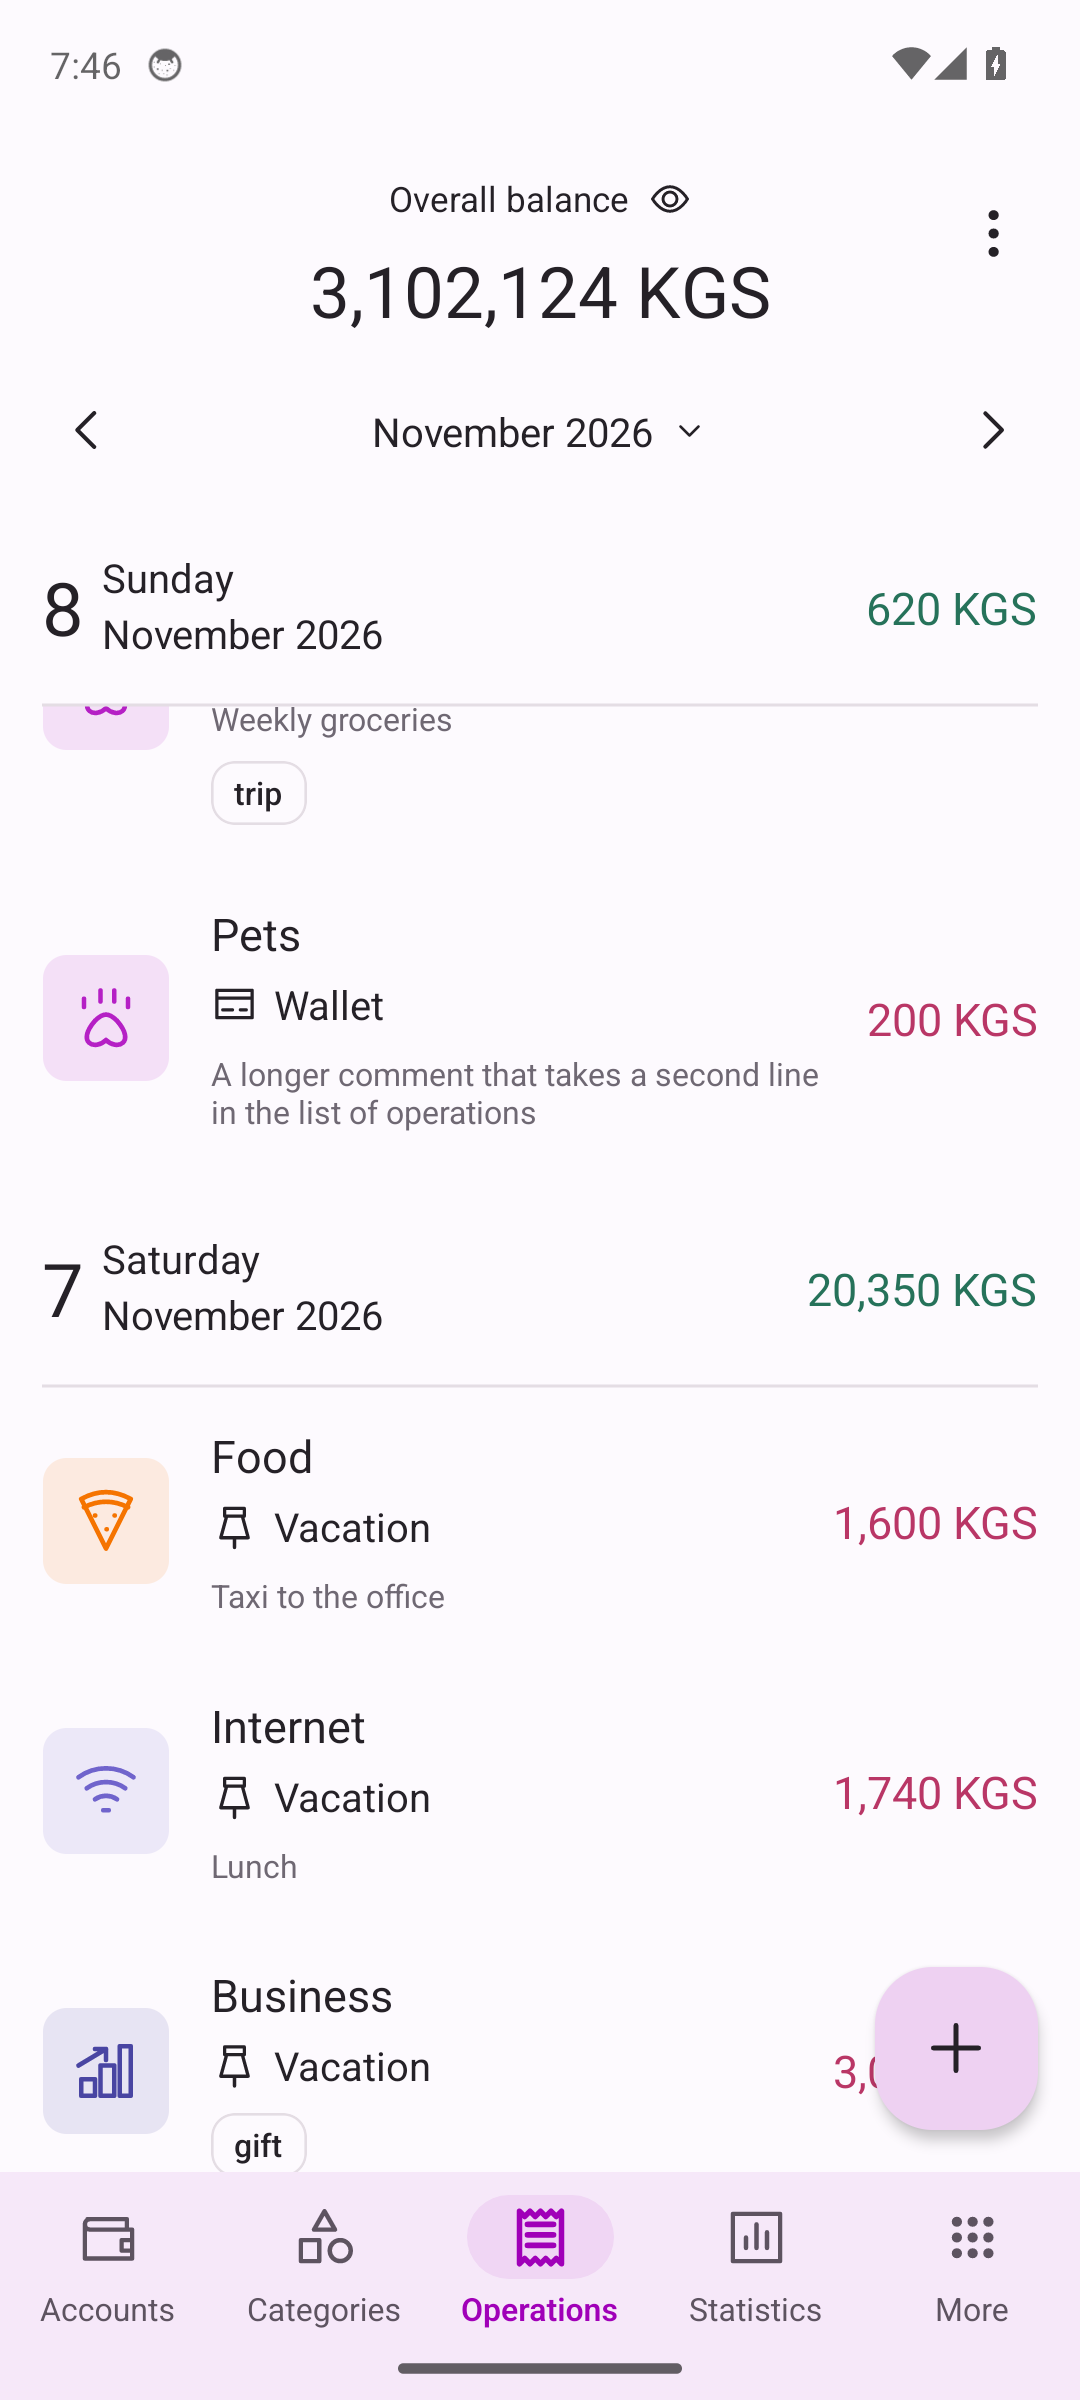 7:46
Overall balance
3,102,124 KGS
November 2026
8
Sunday
November 2026
620 KGS
Weekly groceries
trip
Pets
Wallet
200 KGS
A longer comment that takes a second line
in the list of operations
7
Saturday
November 2026
20,350 KGS
Food
Vacation
1,600 KGS
Taxi to the office
Internet
Vacation
1,740 KGS
Lunch
Business
Vacation
gift
Accounts
Categories
Operations
Statistics
More